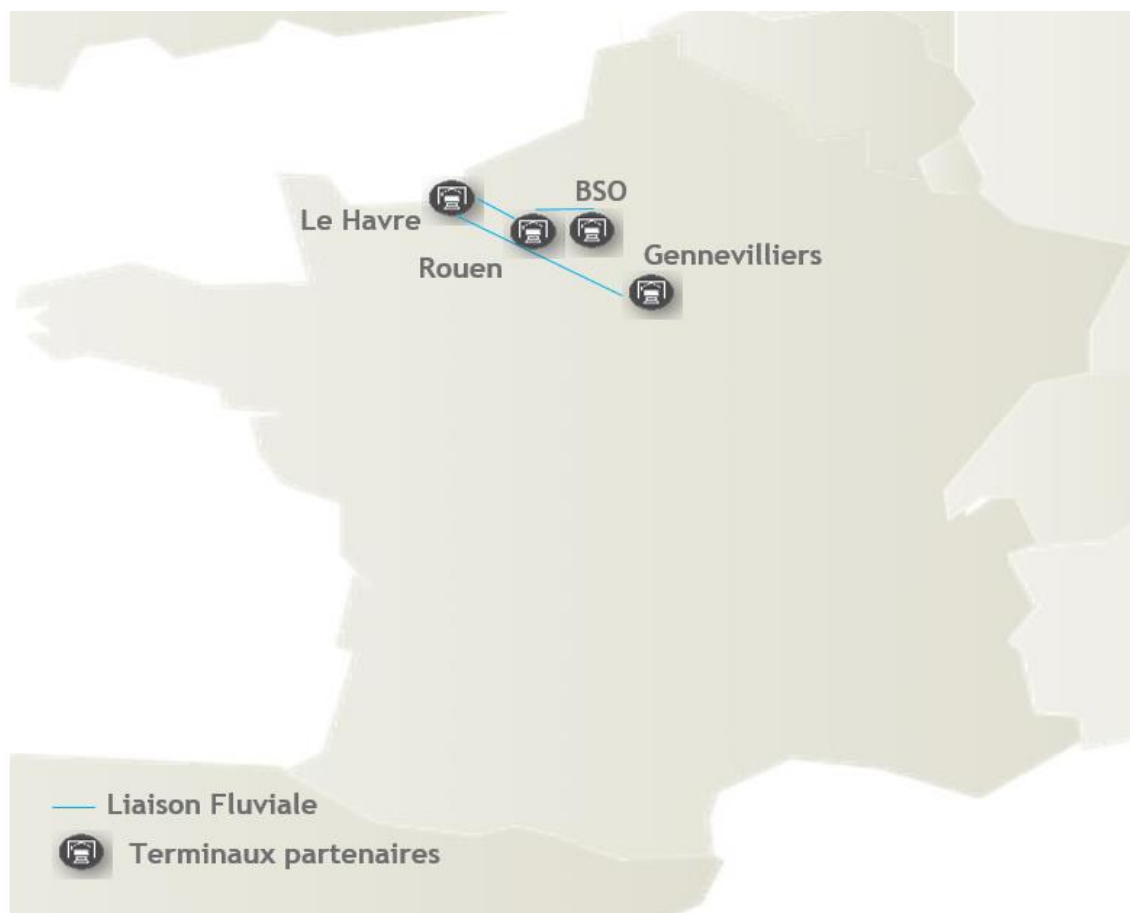 BSO
Le Havre
Gennevilliers
Rouen
Liaison Fluviale
Terminaux partenaires